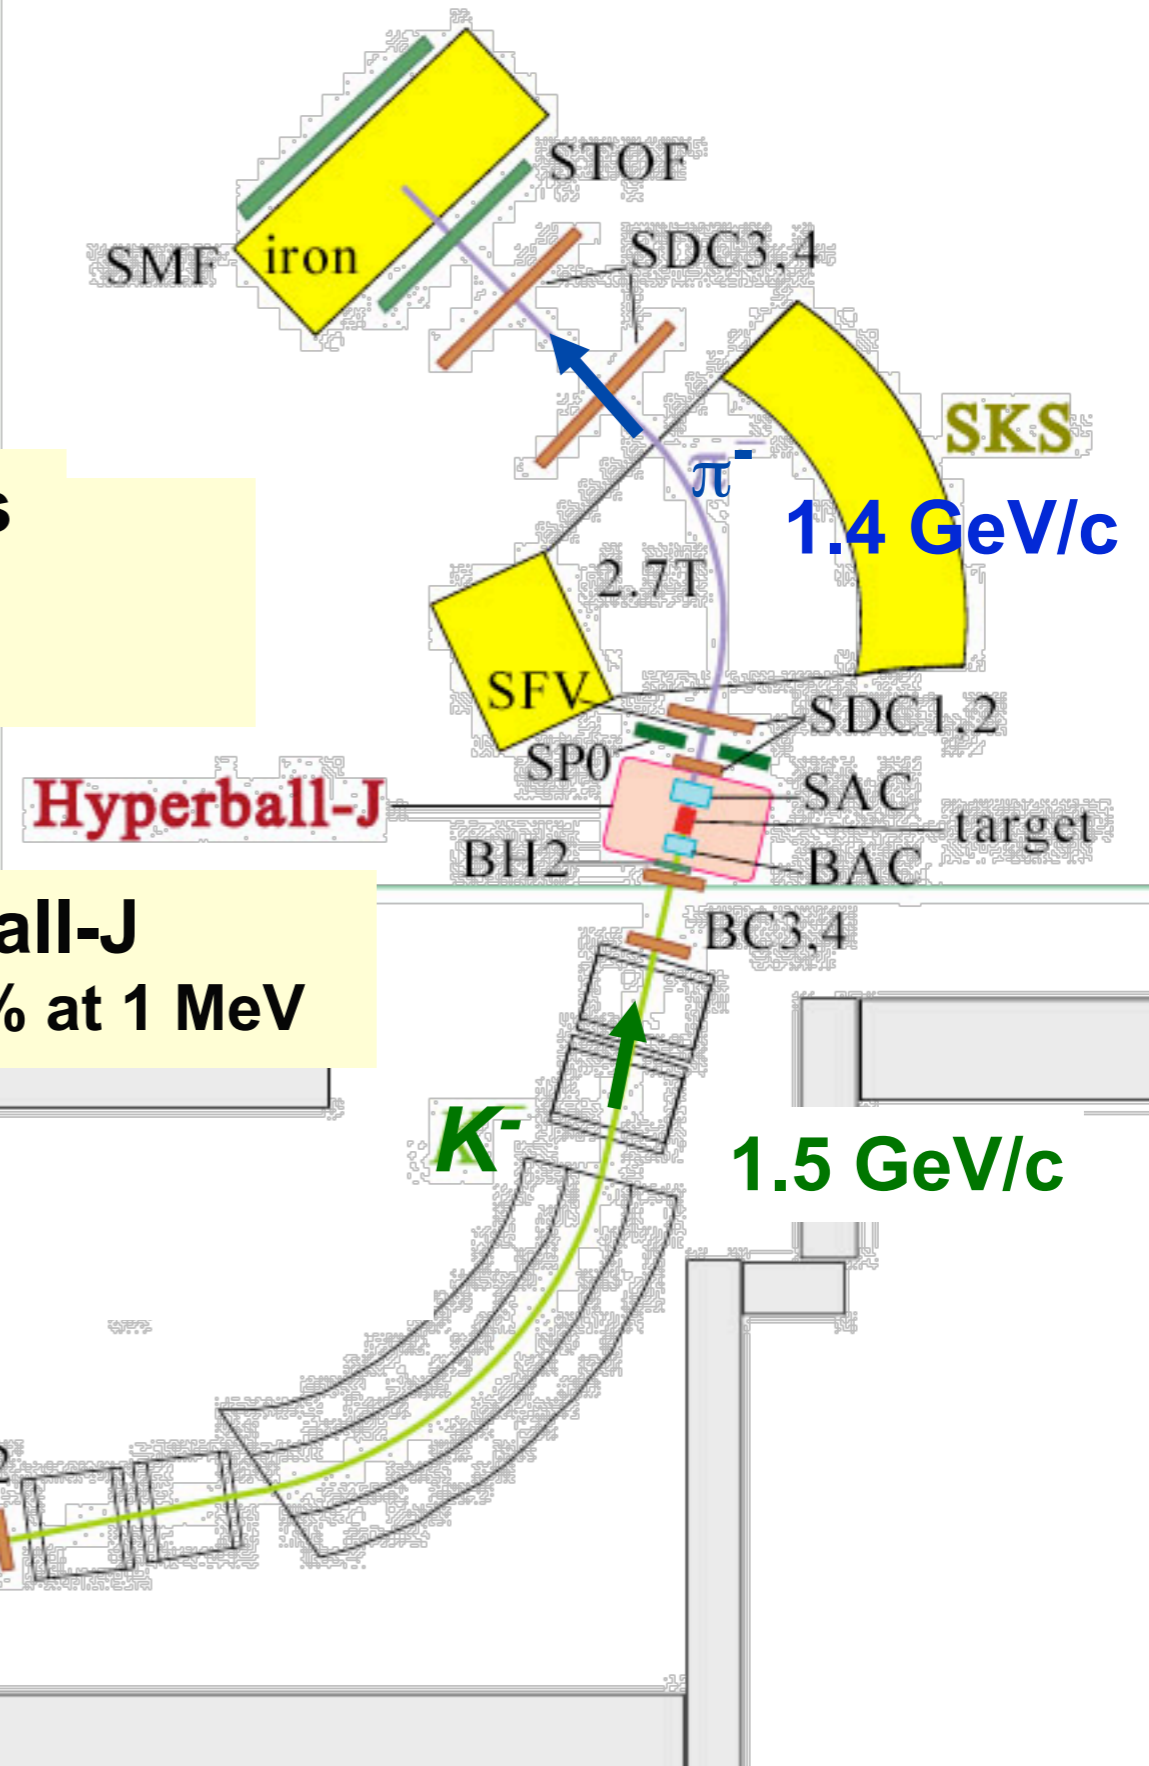 STOF
SMF
iron
SDC3,4
SKS
π-
s
1.4 GeV/c
2.7T
SFV
SDC1,2
SP0
Hyperball-J
SAC
target
BH2
BAC
all-J
BC3,4
% at 1 MeV
K-
1.5 GeV/c
2